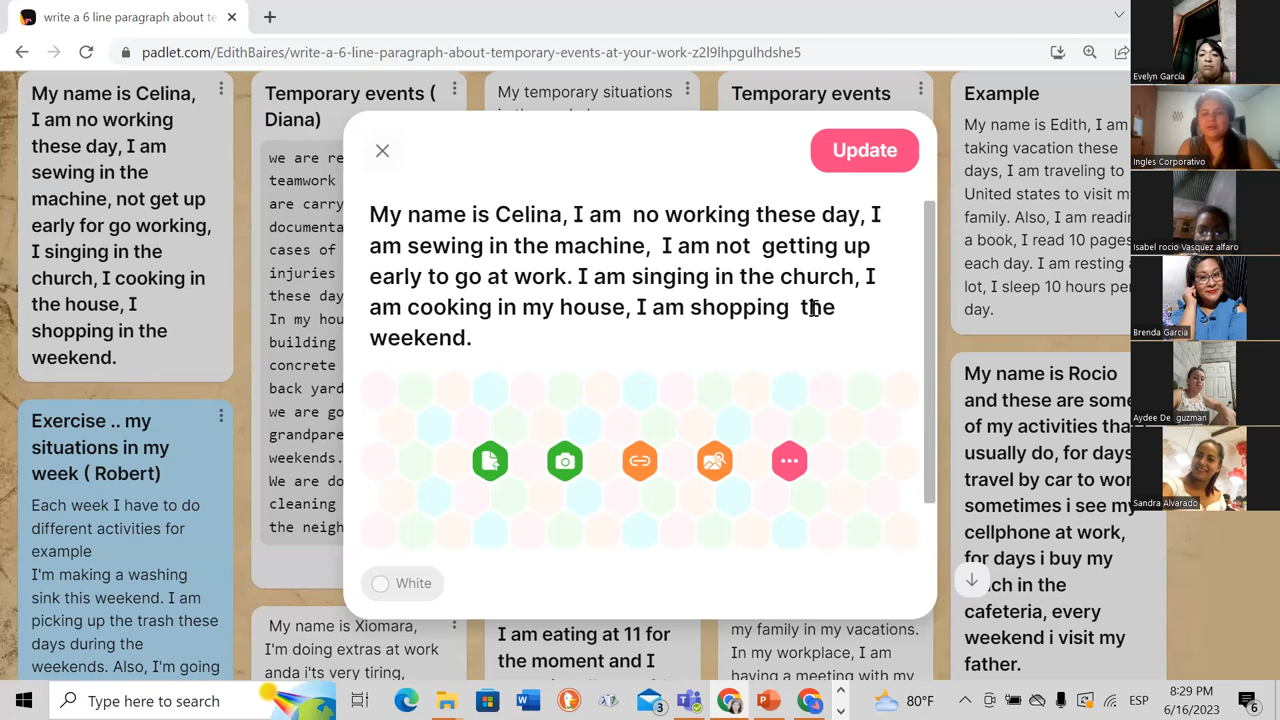 write a 6 line paragraph about te
padlet.com/EdithBaires/write-a-6-line-paragraph-about-temporary-events-at-your-work-z2l9lhpgulhdshe5
My name is Celina,
I am no working
these day, I am
sewing in the
machine, not get up
early for go working,
I singing in the
church, I cooking in
the house, I
shopping in the
weekend.
Exercise .. my
situations in my
week ( Robert)
Each week I have to do
different activities for
example
I'm making a washing
sink this weekend. I am
picking up the trash these
days during the
weekends. Also, I'm going
Temporary events (
Diana)
we are re
teamwork
are carry
documenta
cases of
injuries
these day
In my hou
building
concrete
back yard
we are go
grandpare
weekends.
We are do
cleaning
the neigh
My name is Xiomara,
I'm doing extras at work
anda i'ts very tiring,
My temporary situations
Update
My name is Celina, I am no working these day, I
am sewing in the machine, I am not getting up
early to go at work. I am singing in the church, I
am cooking in my house, I am shopping the
weekend.
White
I am eating at 11 for
the moment and I
Temporary events
my family in my vacations.
In my workplace, I am
having a meeting with my
Example
My name is Edith, I am
taking vacation these
days, I am traveling to
United states to visit my
family. Also, I am readi
a book, I read 10 pages
each day. I am resting a
lot, I sleep 10 hours per
day.
My name is Rocio
and these are some
of my activities tha
usually do, for days
travel by car to wor
sometimes i see my
cellphone at work,
for days i buy my
nch in the
cafeteria, every
weekend i visit my
father.
Evelyn García
Ingles Corporativo
Isabel rocio Vasquez alfaro
Brenda Garcia
Aydee De guzman
Sandra Alvarado
Type here to search
3
80°F
ESP
8:29 PM
6/16/2023
6